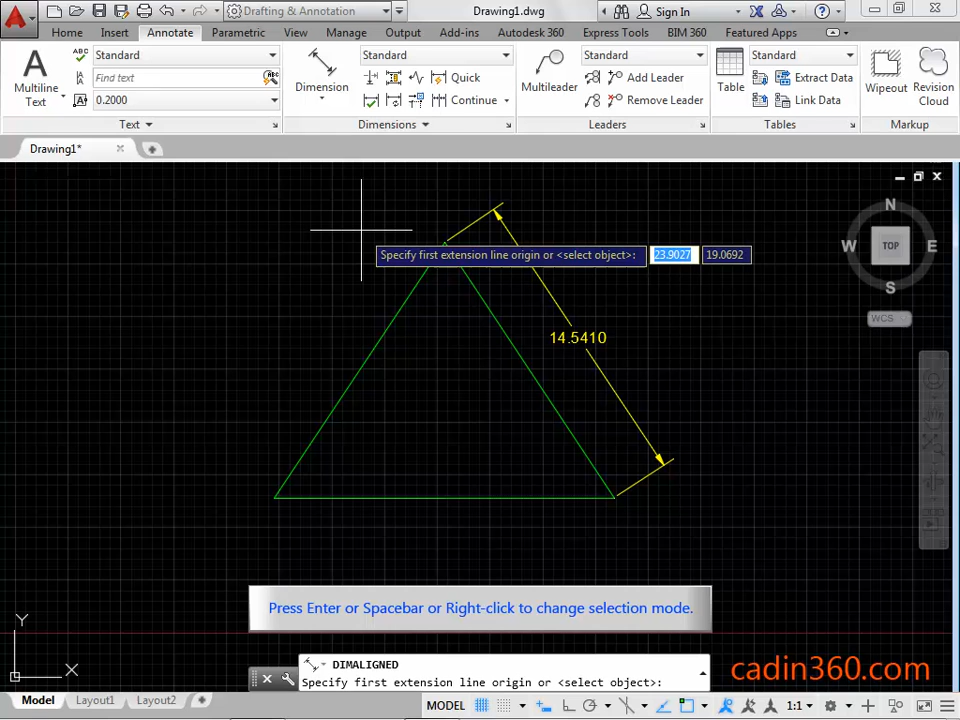 Drafting & Annotation
Drawing1.dwg
Sign In
Home Insert Annotate Parametric View Manage Output Add-ins Autodesk 360 Express Tools BIM 360 Featured Apps
Multiline Text
ABC
Standard
Find text
0.2000
Text
Dimension
Standard
Quick
Continue
Dimensions
Multileader
Standard
Add Leader
Remove Leader
Leaders
Table
Standard
Extract Data
Link Data
Tables
Wipeout
Revision Cloud
Markup
Drawing1*
N
W TOP E
S
WCS
Specify first extension line origin or <select object>: 23.9027 19.0692
14.5410
Press Enter or Spacebar or Right-click to change selection mode.
Y
X
DIMALIGNED
Specify first extension line origin or <select object>:
cadin360.com
Model Layout1 Layout2
MODEL
1:1